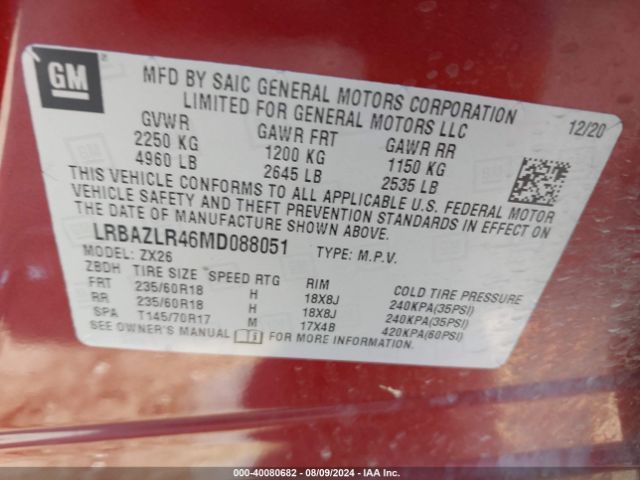 GM
MFD BY SAIC GENERAL MOTORS CORPORATION
LIMITED FOR GENERAL MOTORS LLC
12/20
GVWR GAWR FRT GAWR RR
2250 KG 1200 KG 1150 KG
4960 LB 2645 LB 2535 LB
THIS VEHICLE CONFORMS TO ALL APPLICABLE U.S. FEDERAL MOTOR
VEHICLE SAFETY AND THEFT PREVENTION STANDARDS IN EFFECT ON
THE DATE OF MANUFACTURE SHOWN ABOVE.
LRBAZLR46MD088051 TYPE: M.P.V.
MODEL: ZX26
ZBDH TIRE SIZE SPEED RTG RIM COLD TIRE PRESSURE
FRT 235/60R18 H 18X8J 240KPA(35PSI)
RR 235/60R18 H 18X8J 240KPA(35PSI)
SPA T145/70R17 M 17X4B 420KPA(60PSI)
SEE OWNER'S MANUAL FOR MORE INFORMATION.
000-40080682 - 08/09/2024 - IAA Inc.